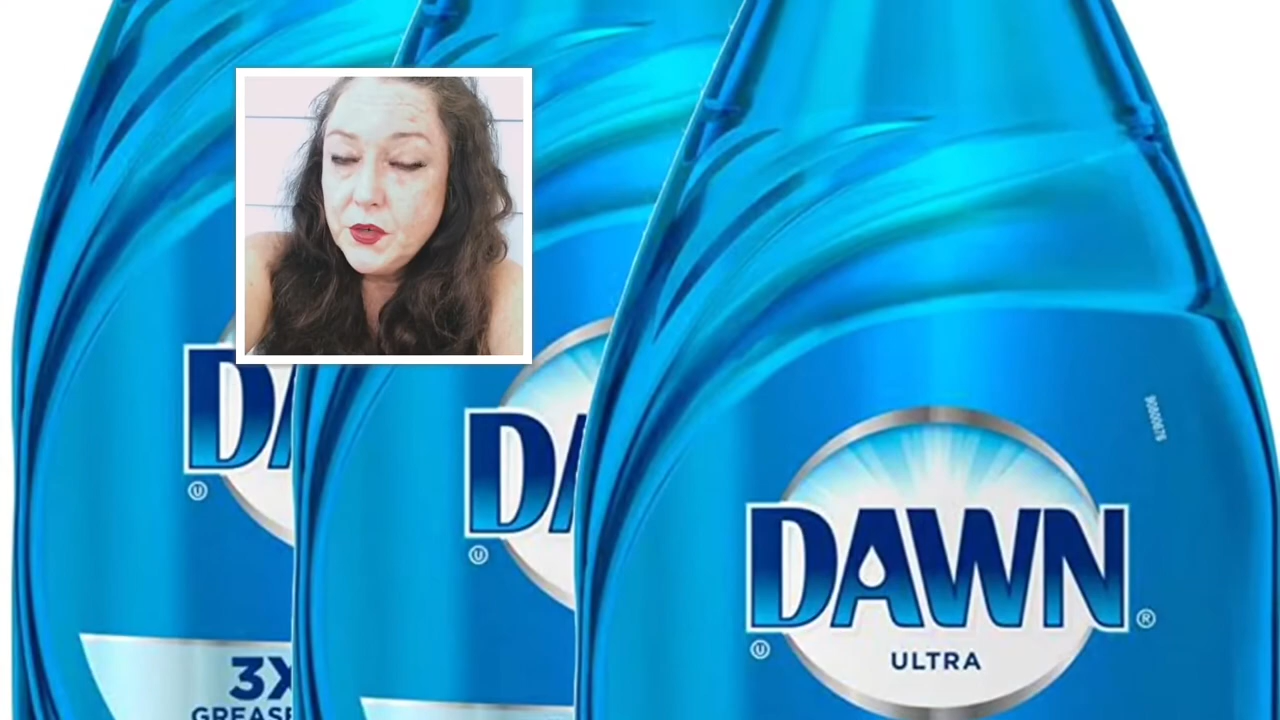 DA
Ⓤ
3X
GREASE
DA
Ⓤ
DAWN®
Ⓤ
ULTRA